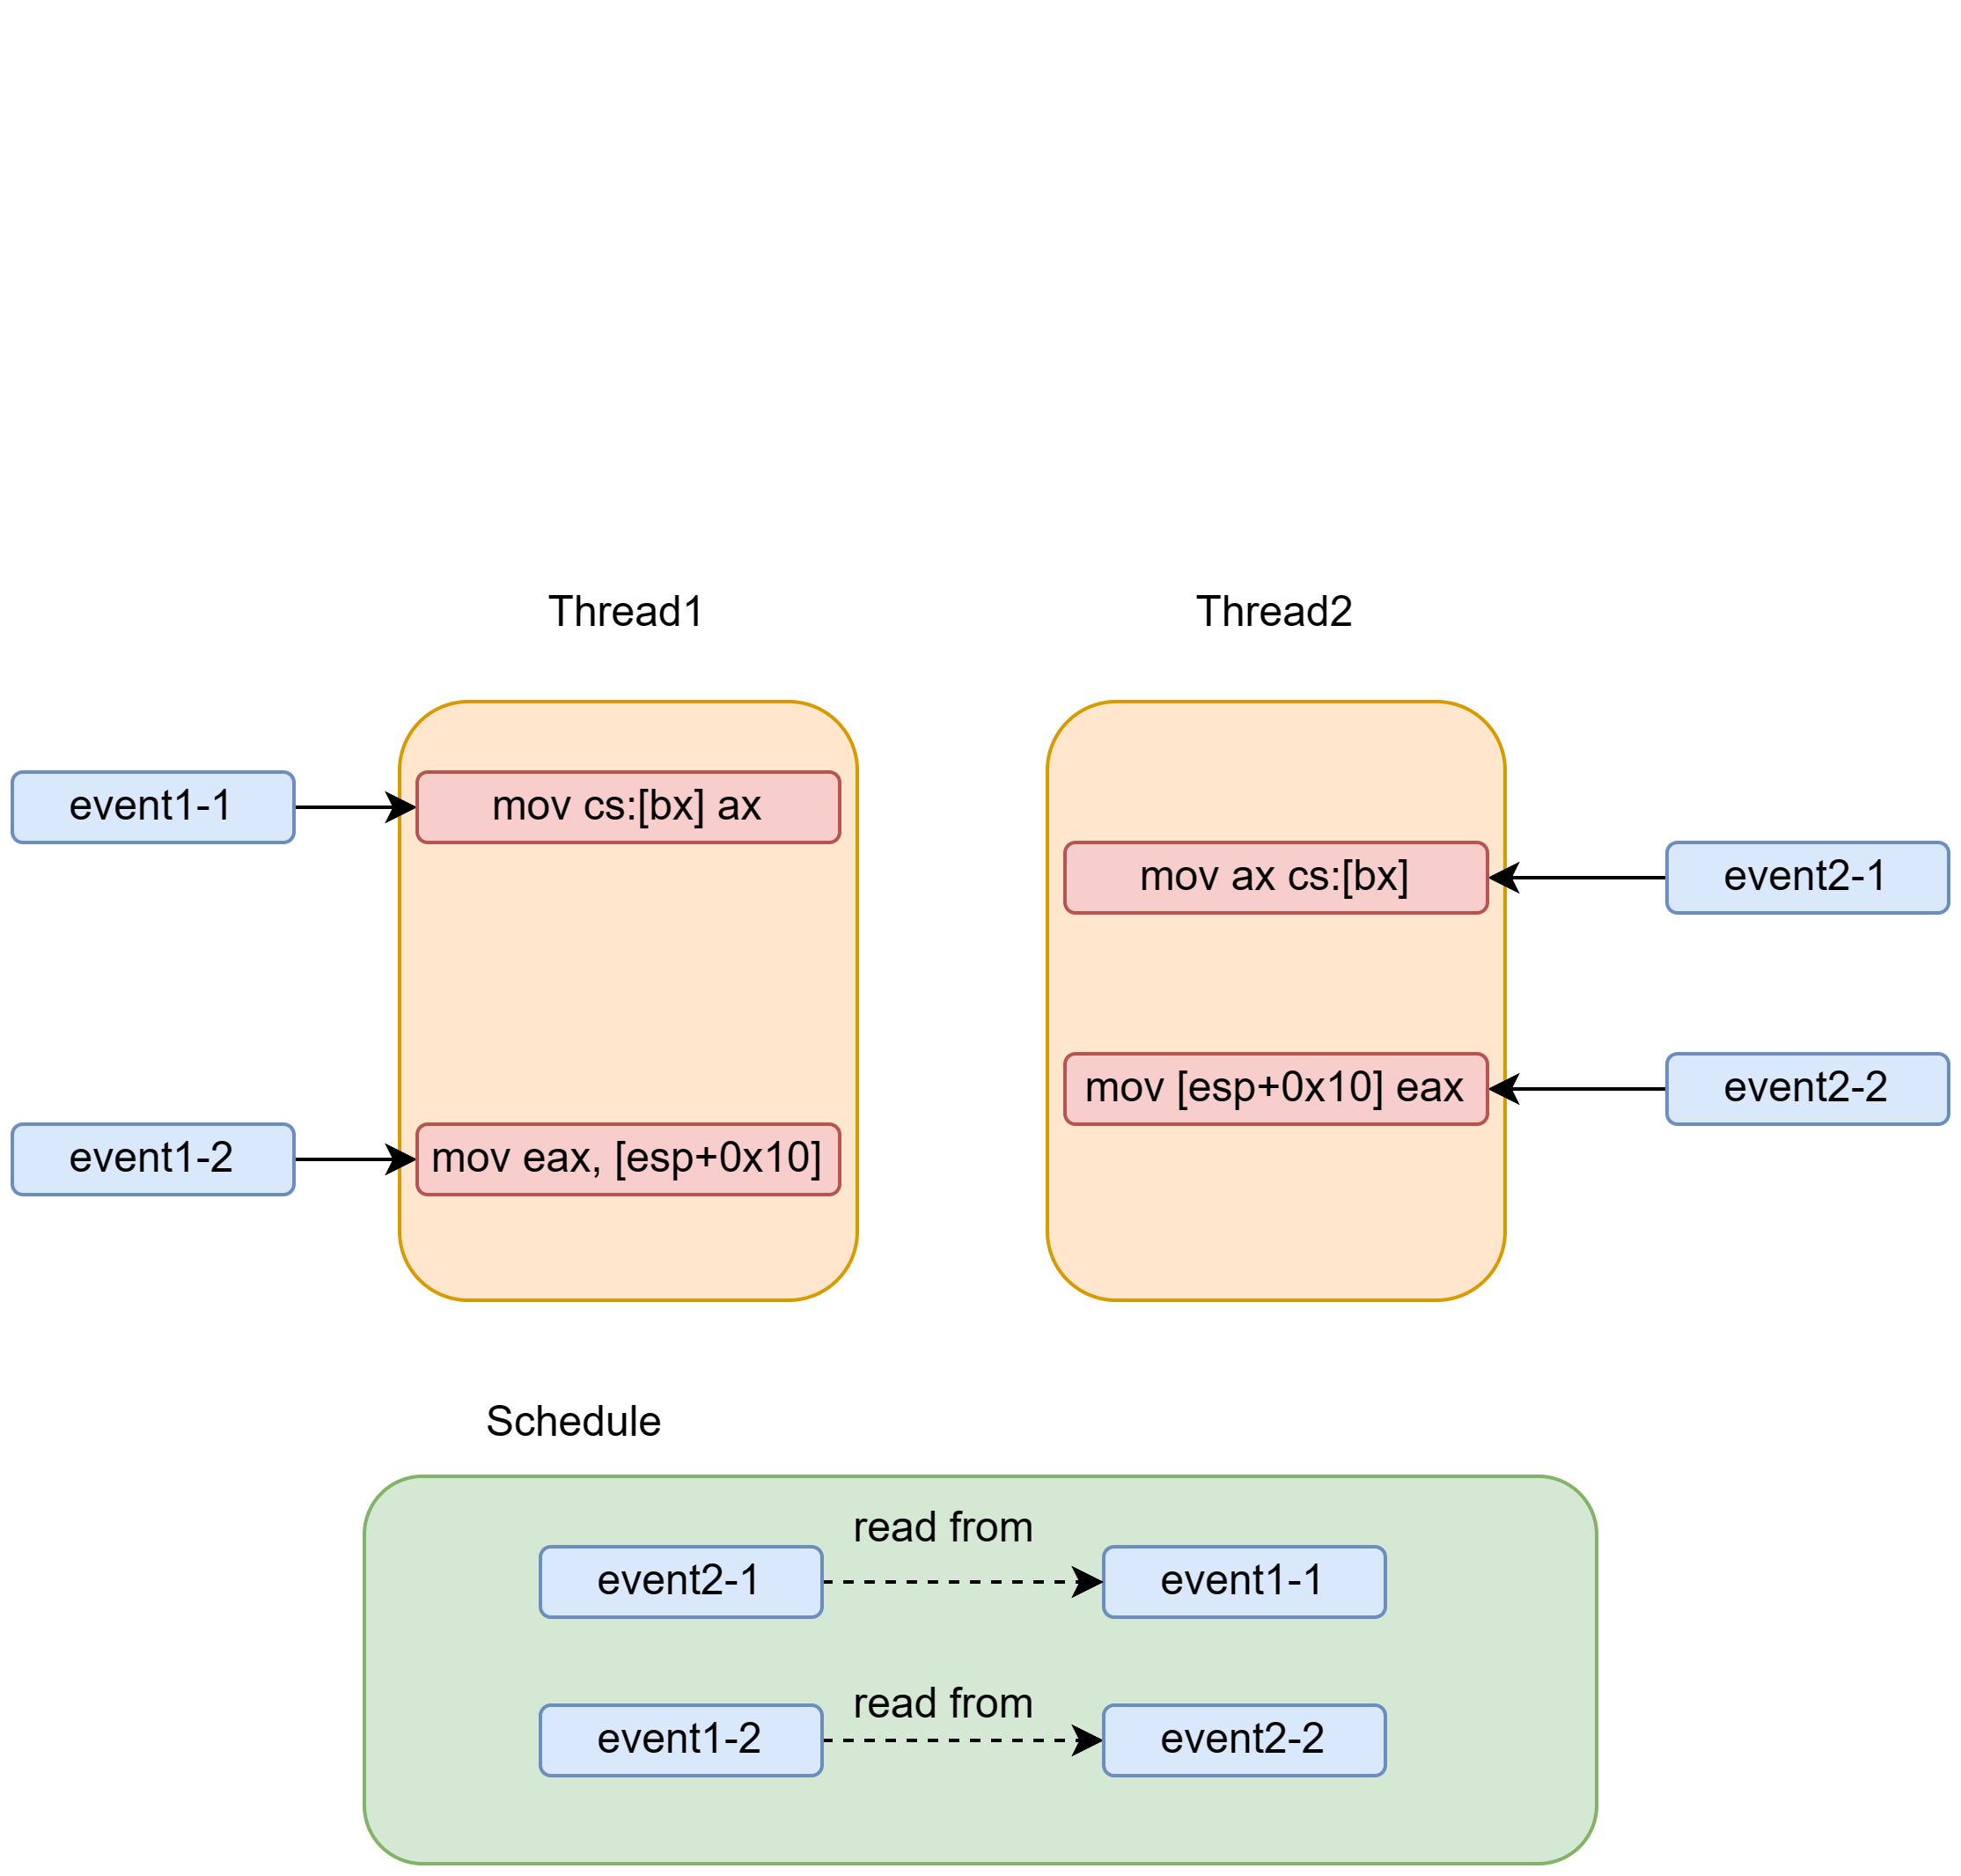 Thread1
Thread2
event1-1
mov cs:[bx] ax
mov ax cs:[bx]
event2-1
mov [esp+0x10] eax
event2-2
event1-2
mov eax, [esp+0x10]
Schedule
read from
event2-1
event1-1
read from
event1-2
event2-2